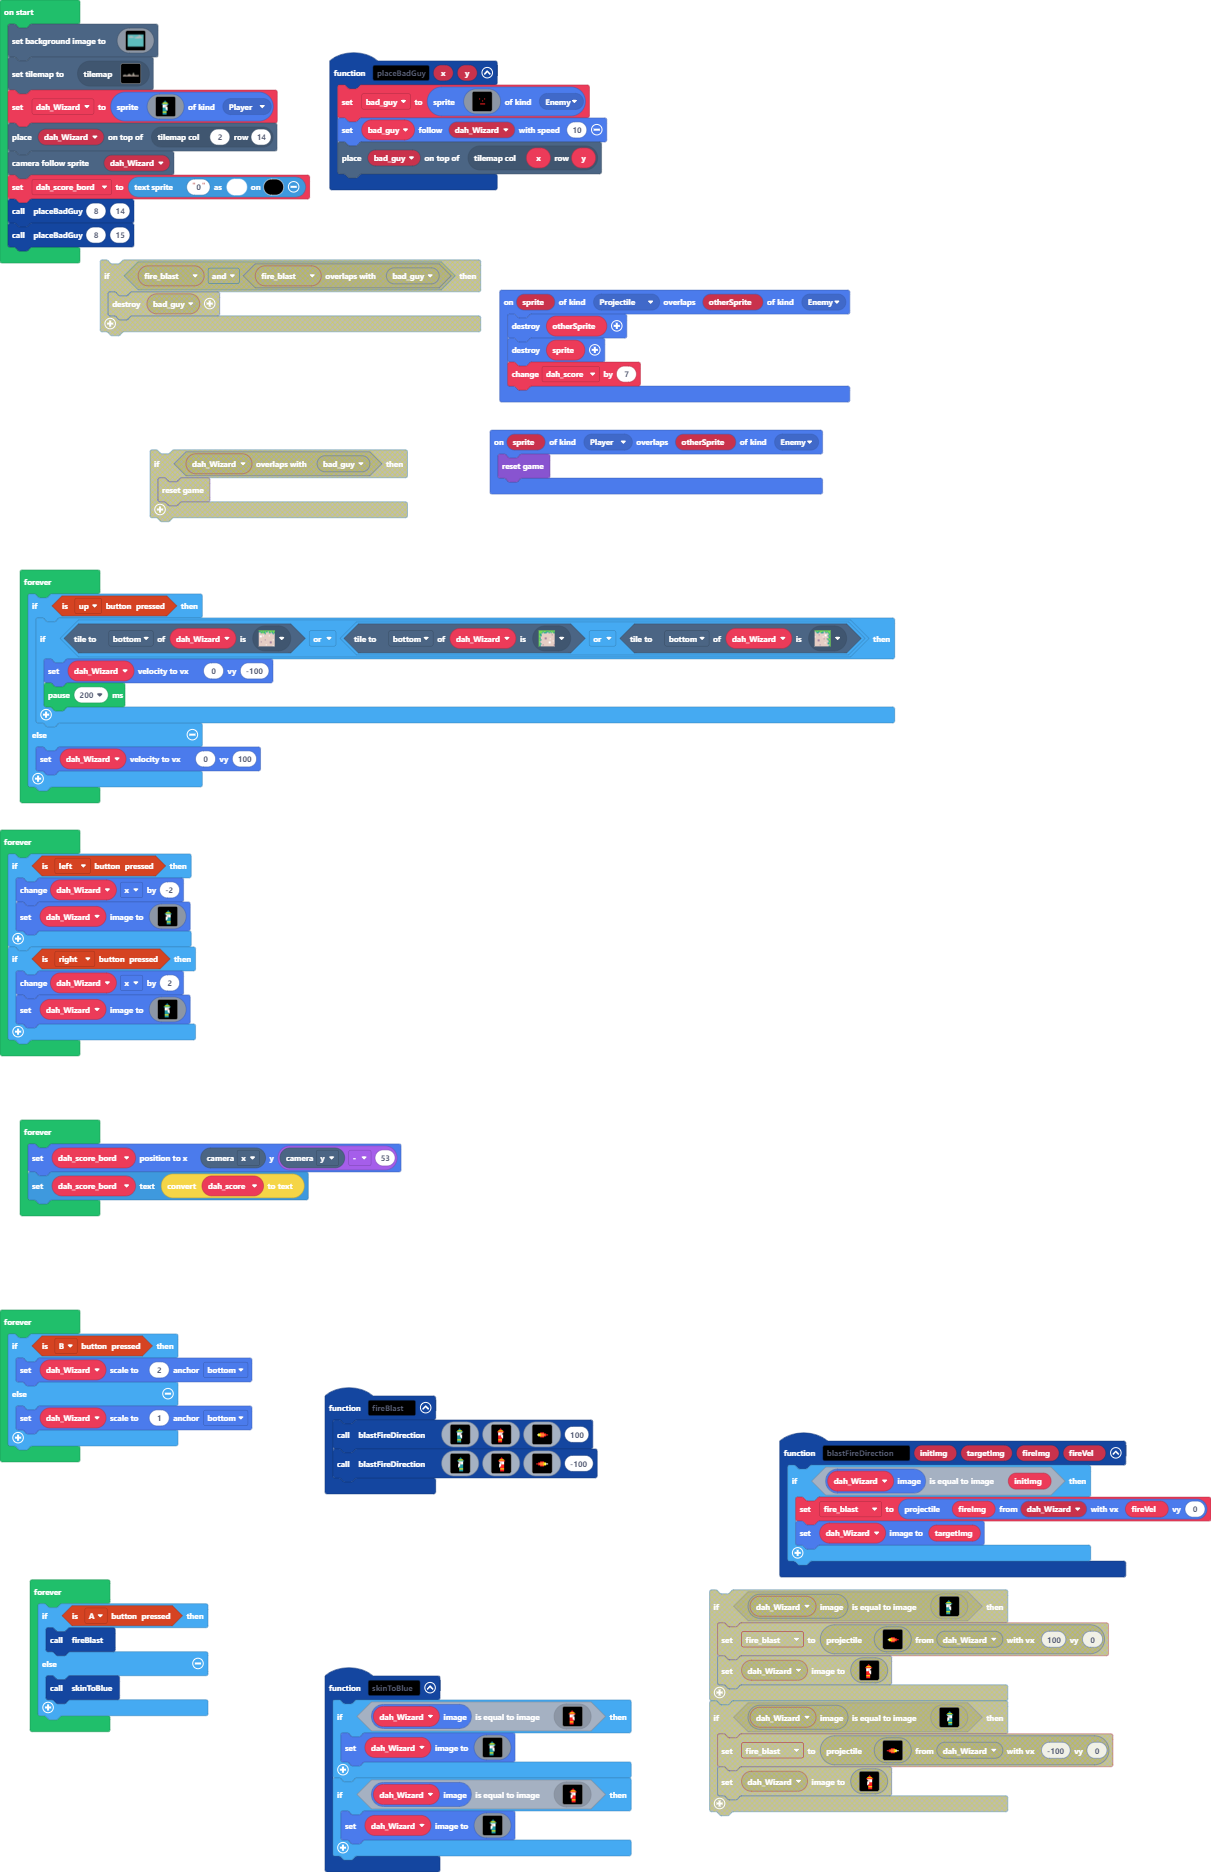 on start
set background image to
set tilemap to tilemap
set dah_Wizard to sprite of kind Player
place dah_Wizard on top of tilemap col 2 row 14
camera follow sprite dah_Wizard
set dah_score_bord to text sprite "0" as on
call placeBadGuy 8 14
call placeBadGuy 8 15
function placeBadGuy x y
set bad_guy to sprite of kind Enemy
set bad_guy follow dah_Wizard with speed 10
place bad_guy on top of tilemap col x row y
if fire_blast and fire_blast overlaps with bad_guy then
destroy bad_guy
on sprite of kind Projectile overlaps otherSprite of kind Enemy
destroy otherSprite
destroy sprite
change dah_score by 7
if dah_Wizard overlaps with bad_guy then
reset game
on sprite of kind Player overlaps otherSprite of kind Enemy
reset game
forever
if is up button pressed then
if tile to bottom of dah_Wizard is or tile to bottom of dah_Wizard is or tile to bottom of dah_Wizard is then
set dah_Wizard velocity to vx 0 vy -100
pause 200 ms
else
set dah_Wizard velocity to vx 0 vy 100
forever
if is left button pressed then
change dah_Wizard x by -2
set dah_Wizard image to
if is right button pressed then
change dah_Wizard x by 2
set dah_Wizard image to
forever
set dah_score_bord position to x camera x y camera y - 53
set dah_score_bord text convert dah_score to text
forever
if is B button pressed then
set dah_Wizard scale to 2 anchor bottom
else
set dah_Wizard scale to 1 anchor bottom
function fireBlast
call blastFireDirection 100
call blastFireDirection -100
function blastFireDirection initImg targetImg fireImg fireVel
if dah_Wizard image is equal to image initImg then
set fire_blast to projectile fireImg from dah_Wizard with vx fireVel vy 0
set dah_Wizard image to targetImg
forever
if is A button pressed then
call fireBlast
else
call skinToBlue
function skinToBlue
if dah_Wizard image is equal to image then
set dah_Wizard image to
if dah_Wizard image is equal to image then
set dah_Wizard image to
if dah_Wizard image is equal to image then
set fire_blast to projectile from dah_Wizard with vx 100 vy 0
set dah_Wizard image to
if dah_Wizard image is equal to image then
set fire_blast to projectile from dah_Wizard with vx -100 vy 0
set dah_Wizard image to